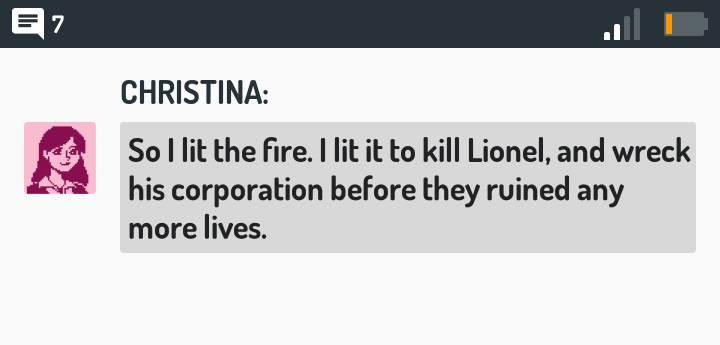 7
CHRISTINA:
So I lit the fire. I lit it to kill Lionel, and wreck
his corporation before they ruined any
more lives.